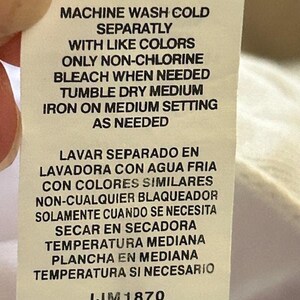 MACHINE WASH COLD
SEPARATLY
WITH LIKE COLORS
ONLY NON-CHLORINE
BLEACH WHEN NEEDED
TUMBLE DRY MEDIUM
IRON ON MEDIUM SETTING
AS NEEDED
LAVAR SEPARADO EN
LAVADORA CON AGUA FRIA
CON COLORES SIMILARES
NON-CUALQUIER BLAQUEADOR
SOLAMENTE CUANDO SE NECESITA
SECAR EN SECADORA
TEMPERATURA MEDIANA
PLANCHA EN MEDIANA
TEMPERATURA SI NECESARIO